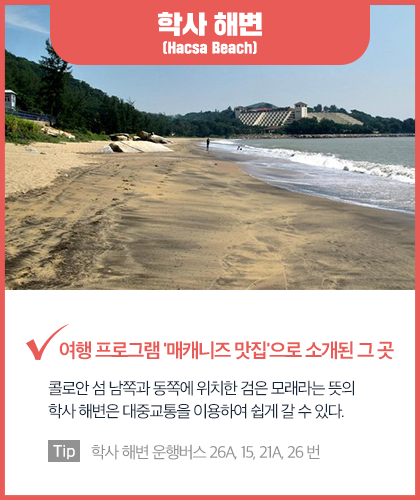 학사 해변
(Hacsa Beach)
여행 프로그램 '매캐니즈 맛집'으로 소개된 그 곳
콜로안 섬 남쪽과 동쪽에 위치한 검은 모래라는 뜻의
학사 해변은 대중교통을 이용하여 쉽게 갈 수 있다.
Tip 학사 해변 운행버스 26A, 15, 21A, 26 번